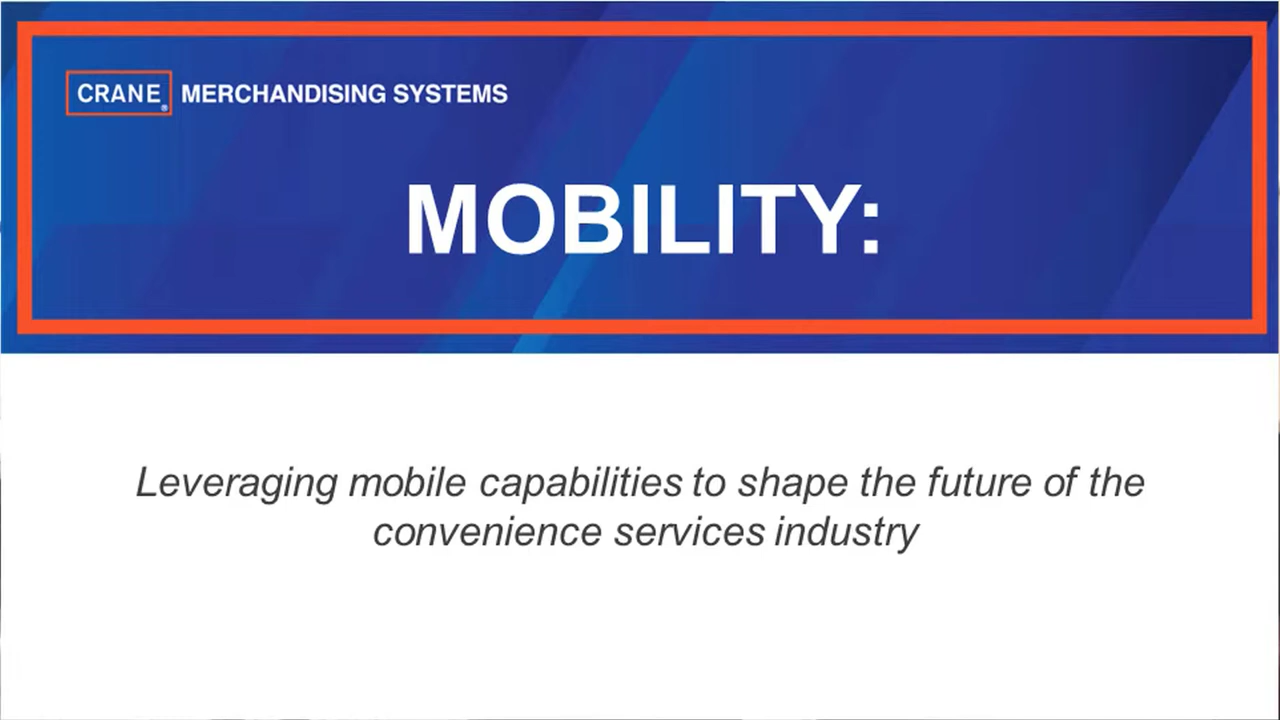 CRANE® MERCHANDISING SYSTEMS
MOBILITY:
Leveraging mobile capabilities to shape the future of the
convenience services industry